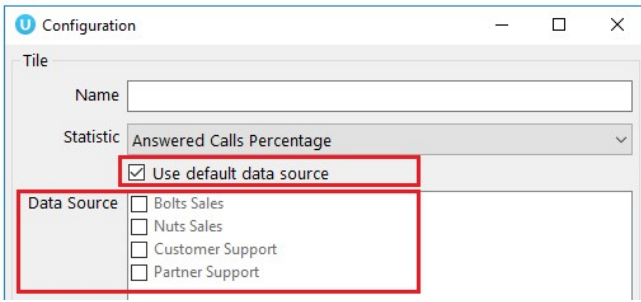 Configuration
Tile
Name
Statistic Answered Calls Percentage
Use default data source
Data Source Bolts Sales
Nuts Sales
Customer Support
Partner Support